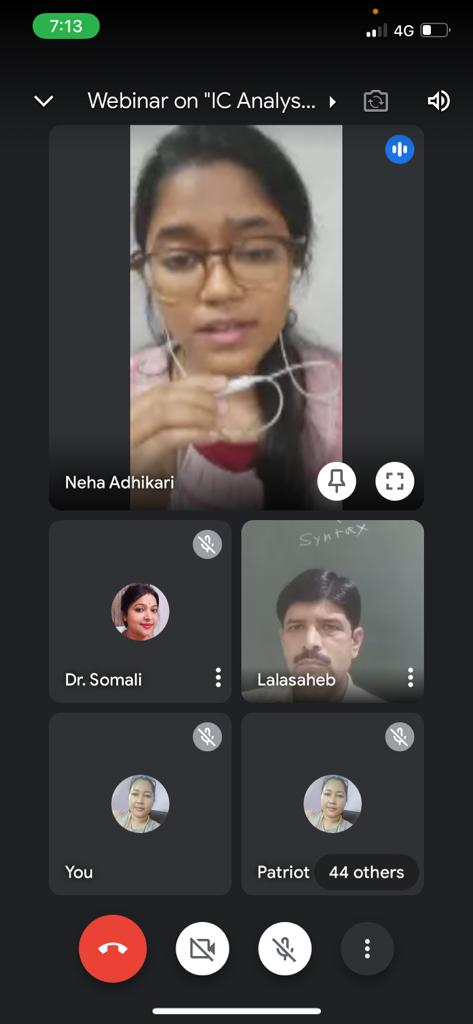 7:13
4G
Webinar on "IC Analys...
Neha Adhikari
Syntax
Dr. Somali
Lalasaheb
You
Patriot
44 others